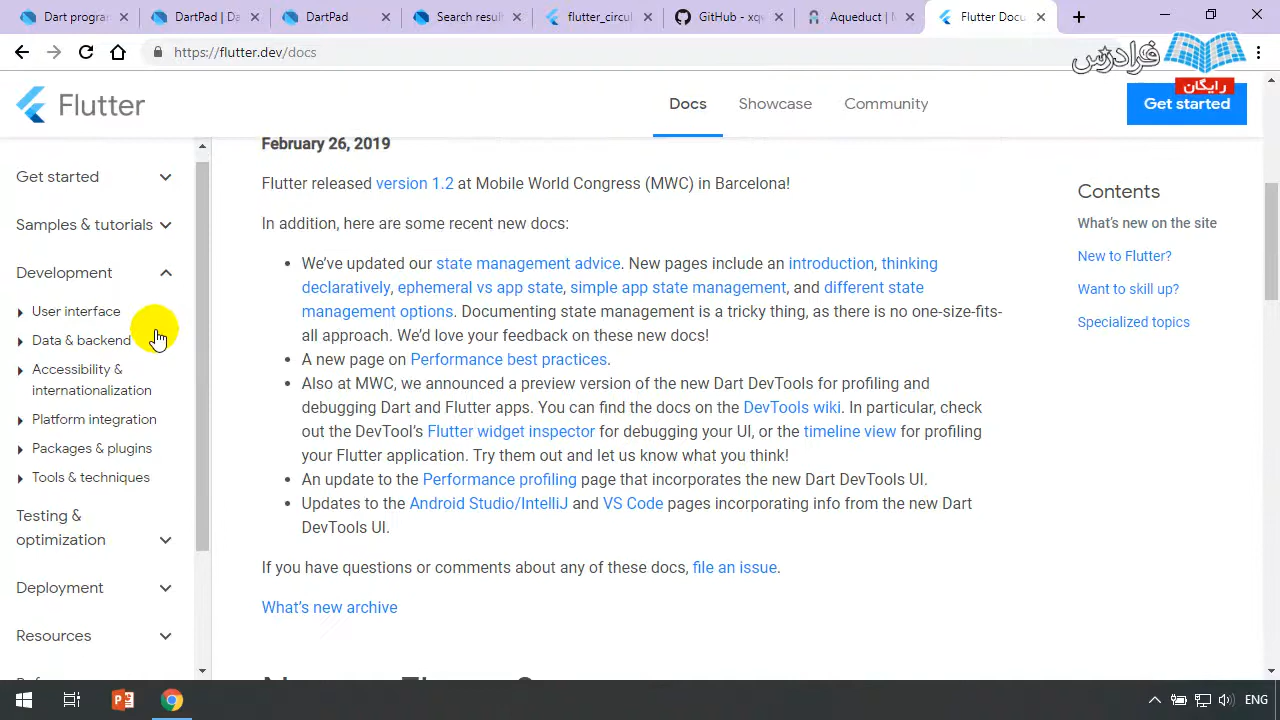 Dart progran
DartPad | Da
DartPad
Search result
flutter_circul
GitHub - xqw
Aqueduct | N
Flutter Docu
https://flutter.dev/docs
فرادرس
رایگان
Flutter
Docs
Showcase
Community
Get started
Get started
Samples & tutorials
Development
User interface
Data & backend
Accessibility &
internationalization
Platform integration
Packages & plugins
Tools & techniques
Testing &
optimization
Deployment
Resources
February 26, 2019
Flutter released version 1.2 at Mobile World Congress (MWC) in Barcelona!
In addition, here are some recent new docs:
• We’ve updated our state management advice. New pages include an introduction, thinking
declaratively, ephemeral vs app state, simple app state management, and different state
management options. Documenting state management is a tricky thing, as there is no one-size-fits-
all approach. We’d love your feedback on these new docs!
• A new page on Performance best practices.
• Also at MWC, we announced a preview version of the new Dart DevTools for profiling and
debugging Dart and Flutter apps. You can find the docs on the DevTools wiki. In particular, check
out the DevTool’s Flutter widget inspector for debugging your UI, or the timeline view for profiling
your Flutter application. Try them out and let us know what you think!
• An update to the Performance profiling page that incorporates the new Dart DevTools UI.
• Updates to the Android Studio/IntelliJ and VS Code pages incorporating info from the new Dart
DevTools UI.
If you have questions or comments about any of these docs, file an issue.
What’s new archive
Contents
What’s new on the site
New to Flutter?
Want to skill up?
Specialized topics
ENG